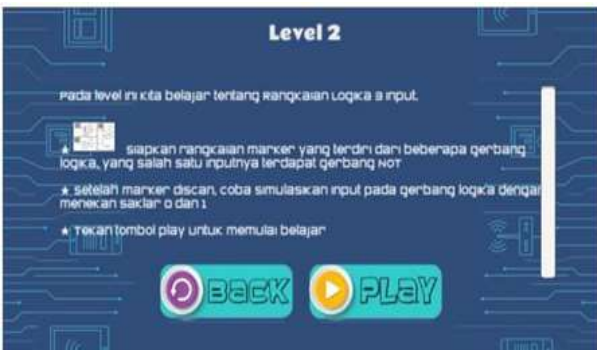 Level 2
Pada level ini kita belajar tentang Rangkaian Logika 3 input.
★ siapkan rangkaian marker yang terdiri dari beberapa gerbang
logika, yang salah satu inputnya terdapat gerbang NOT
★ setelah marker discan, coba simulasikan input pada gerbang logika dengan
menekan saklar 0 dan 1
★ Tekan tombol play untuk memulai belajar
BACK
PLAY